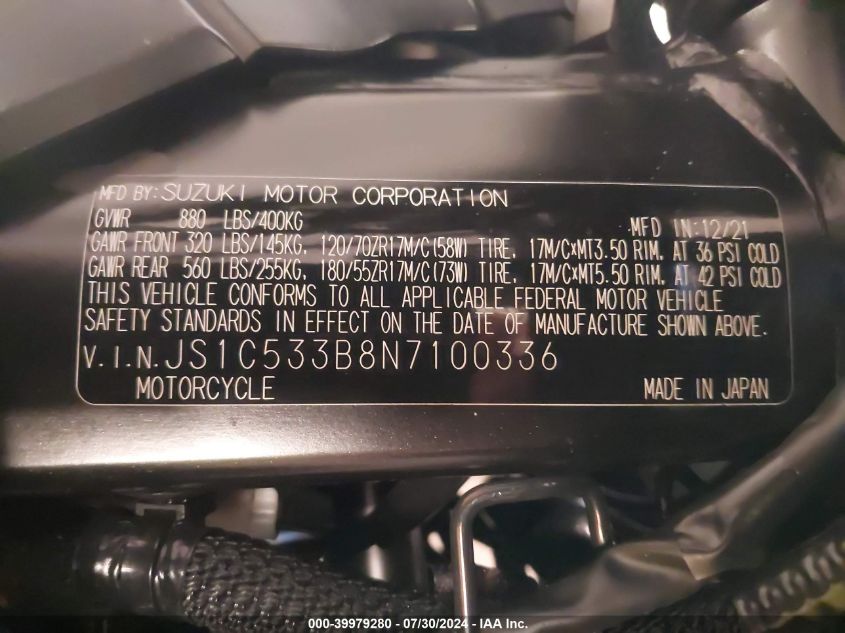 MFD BY: SUZUKI MOTOR CORPORATION
GVWR 880 LBS/400KG MFD IN:12/21
GAWR FRONT 320 LBS/145KG, 120/70ZR17M/C(58W) TIRE, 17M/C×MT3.50 RIM. AT 36 PSI COLD
GAWR REAR 560 LBS/255KG, 180/55ZR17M/C(73W) TIRE, 17M/C×MT5.50 RIM. AT 42 PSI COLD
THIS VEHICLE CONFORMS TO ALL APPLICABLE FEDERAL MOTOR VEHICLE
SAFETY STANDARDS IN EFFECT ON THE DATE OF MANUFACTURE SHOWN ABOVE.
V.I.N. JS1C533B8N7100336
MOTORCYCLE MADE IN JAPAN
000-39979280 - 07/30/2024 - IAA Inc.